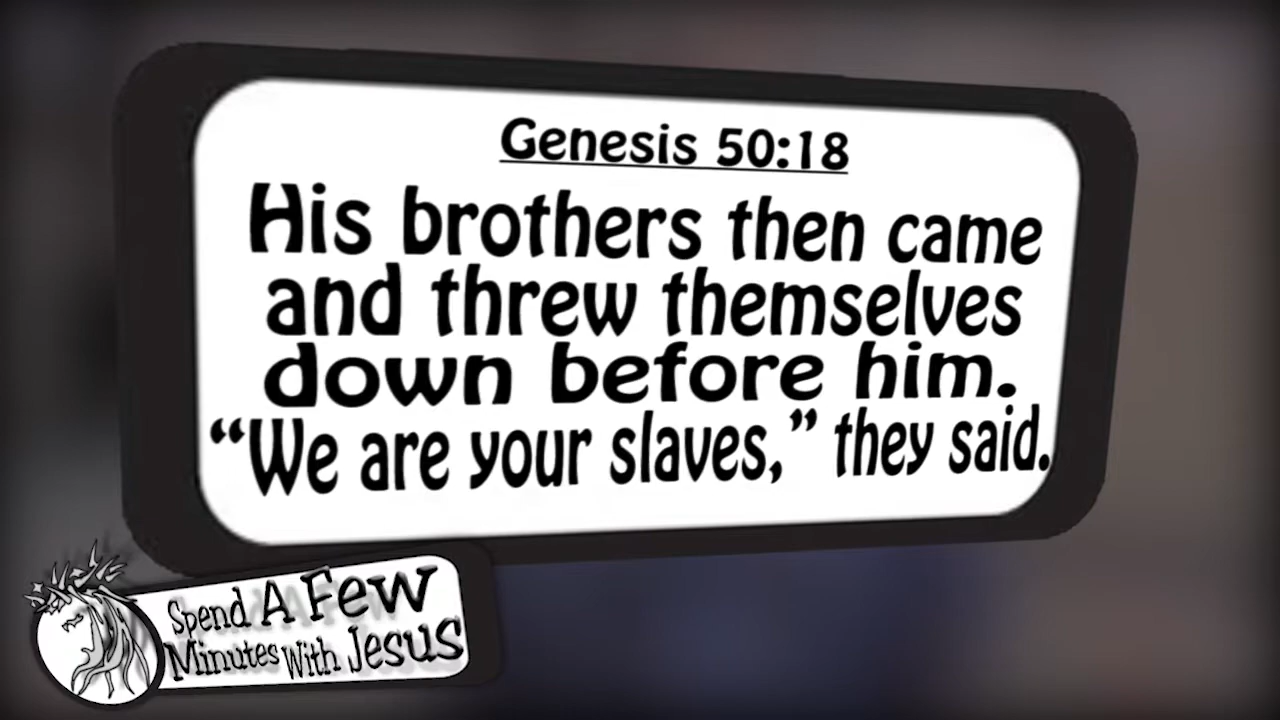 Genesis 50:18
His brothers then came
and threw themselves
down before him.
“We are your slaves,” they said.
Spend A Few
Minutes With Jesus